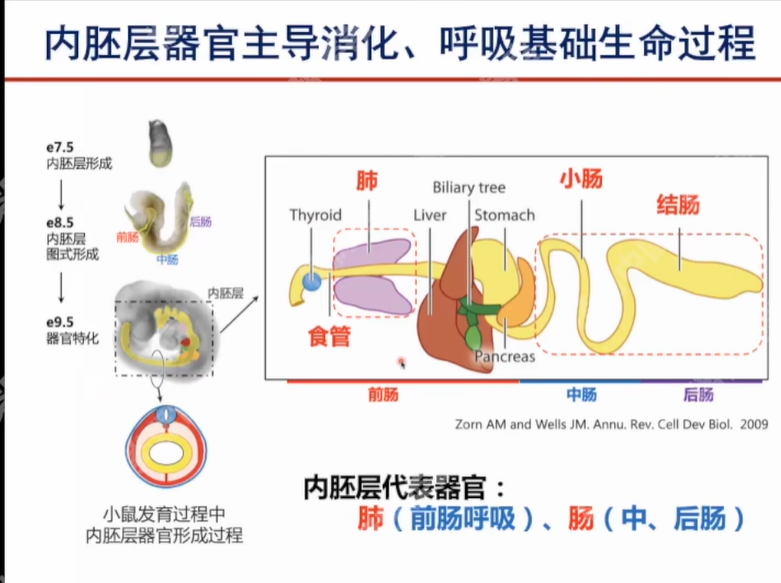 内胚层器官主导消化、呼吸基础生命过程
e7.5
内胚层形成
e8.5
内胚层
图式形成
e9.5
器官特化
前肠
中肠
后肠
内胚层
小鼠发育过程中
内胚层器官形成过程
肺
Biliary tree
小肠
结肠
Thyroid
Liver
Stomach
食管
Pancreas
前肠
中肠
后肠
Zorn AM and Wells JM. Annu. Rev. Cell Dev Biol. 2009
内胚层代表器官：
肺（前肠呼吸）、肠（中、后肠）